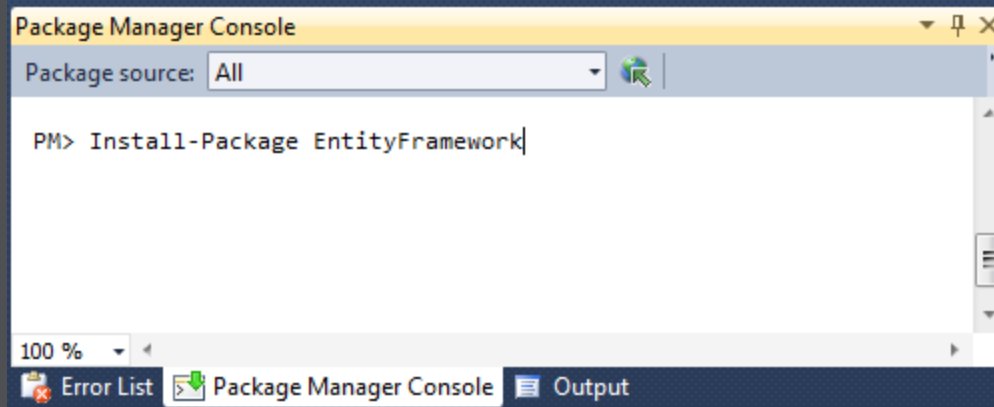 Package Manager Console
Package source: All
PM> Install-Package EntityFramework
100 %
Error List Package Manager Console Output